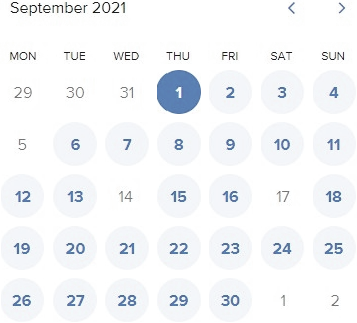 September 2021
MON TUE WED THU FRI SAT SUN
29 30 31 1 2 3 4
5 6 7 8 9 10 11
12 13 14 15 16 17 18
19 20 21 22 23 24 25
26 27 28 29 30 1 2